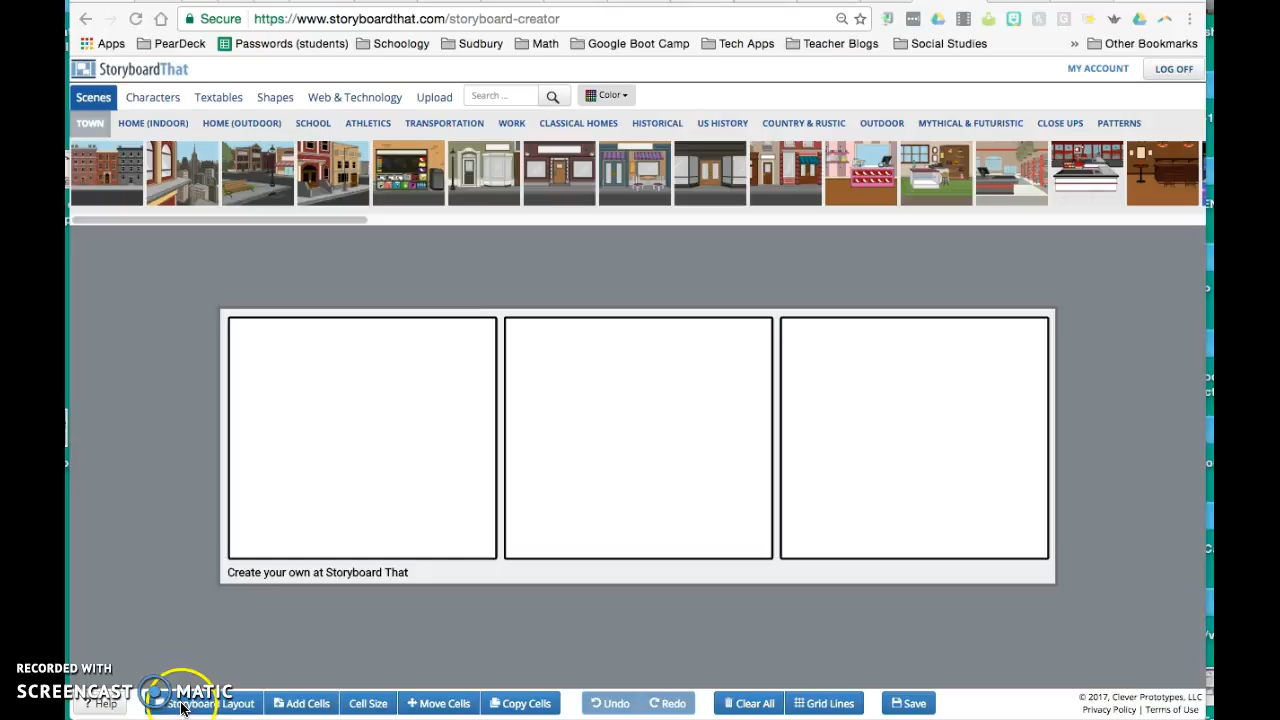 Secure https://www.storyboardthat.com/storyboard-creator
Apps PearDeck Passwords (students) Schoology Sudbury Math Google Boot Camp Tech Apps Teacher Blogs Social Studies » Other Bookmarks
StoryboardThat MY ACCOUNT LOG OFF
Scenes Characters Textables Shapes Web & Technology Upload Search ... Color
TOWN HOME (INDOOR) HOME (OUTDOOR) SCHOOL ATHLETICS TRANSPORTATION WORK CLASSICAL HOMES HISTORICAL US HISTORY COUNTRY & RUSTIC OUTDOOR MYTHICAL & FUTURISTIC CLOSE UPS PATTERNS
Create your own at Storyboard That
RECORDED WITH
SCREENCAST MATIC
? Help Storyboard Layout Add Cells Cell Size Move Cells Copy Cells Undo Redo Clear All Grid Lines Save
© 2017, Clever Prototypes, LLC
Privacy Policy | Terms of Use